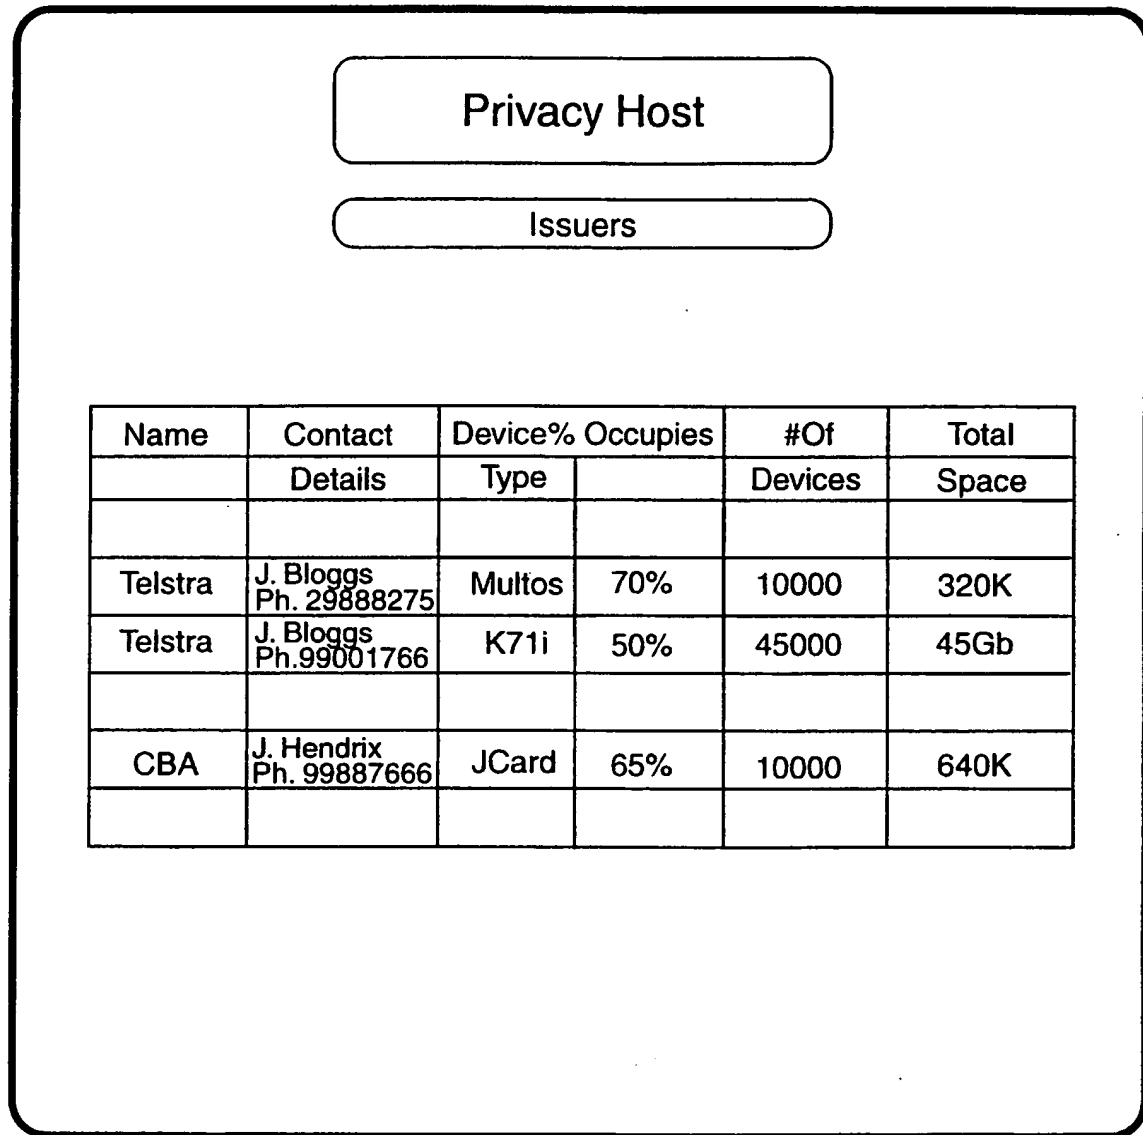 Privacy Host
Issuers
Name Contact Device% Occupies #Of Total
Details Type Devices Space
Telstra J. Bloggs Ph. 29888275 Multos 70% 10000 320K
Telstra J. Bloggs Ph.99001766 K71i 50% 45000 45Gb
CBA J. Hendrix Ph. 99887666 JCard 65% 10000 640K